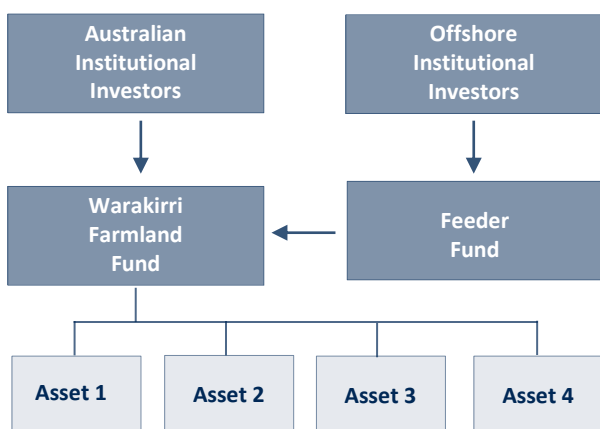 Australian
Institutional
Investors
Offshore
Institutional
Investors
Warakirri
Farmland
Fund
Feeder
Fund
Asset 1
Asset 2
Asset 3
Asset 4